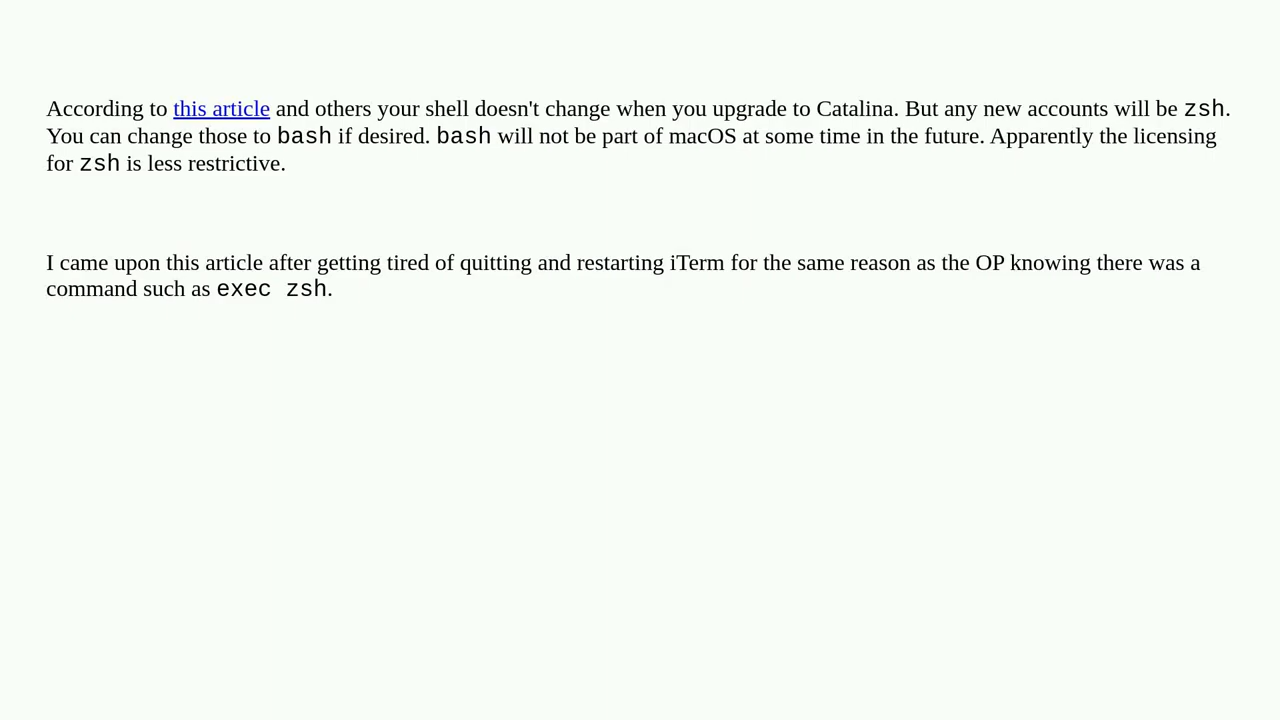 According to this article and others your shell doesn't change when you upgrade to Catalina. But any new accounts will be zsh.
You can change those to bash if desired. bash will not be part of macOS at some time in the future. Apparently the licensing
for zsh is less restrictive.
I came upon this article after getting tired of quitting and restarting iTerm for the same reason as the OP knowing there was a
command such as exec zsh.